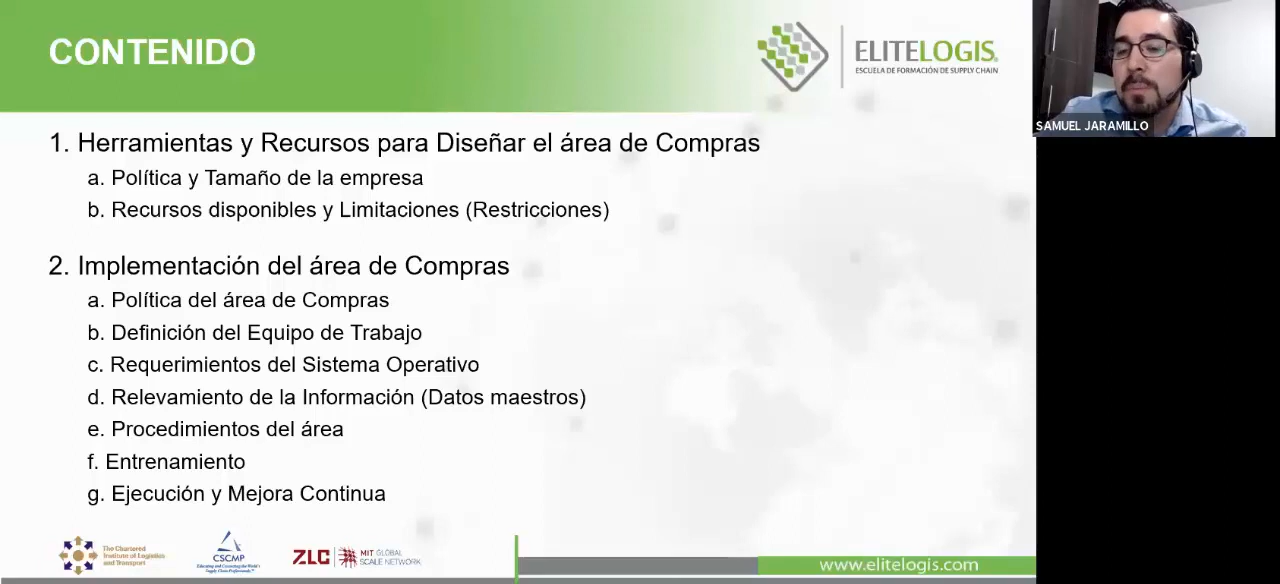 CONTENIDO
ELITELOGIS
ESCUELA DE FORMACIÓN DE SUPPLY CHAIN
SAMUEL JARAMILLO
1. Herramientas y Recursos para Diseñar el área de Compras
a. Política y Tamaño de la empresa
b. Recursos disponibles y Limitaciones (Restricciones)
2. Implementación del área de Compras
a. Política del área de Compras
b. Definición del Equipo de Trabajo
c. Requerimientos del Sistema Operativo
d. Relevamiento de la Información (Datos maestros)
e. Procedimientos del área
f. Entrenamiento
g. Ejecución y Mejora Continua
The Chartered
Institute of Logistics
and Transport
CSCMP
ZLC
MIT GLOBAL
SCALE NETWORK
www.elitelogis.com